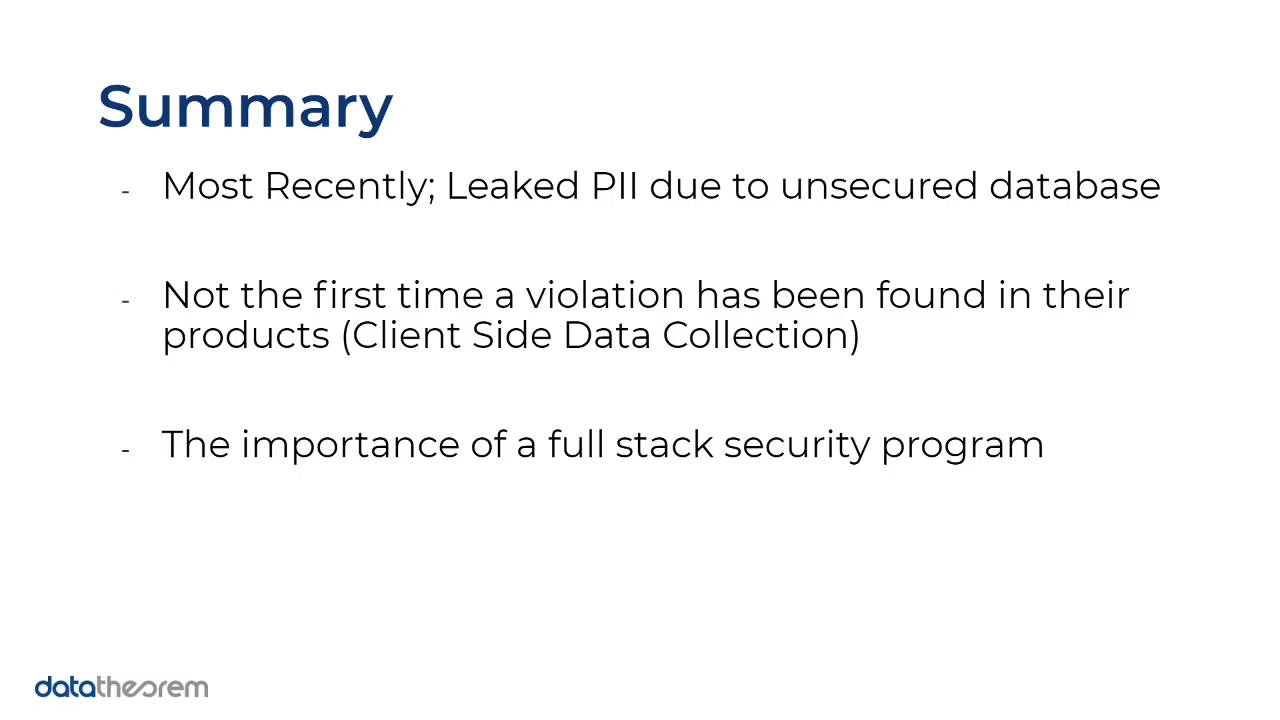 Summary
- Most Recently; Leaked PII due to unsecured database
- Not the first time a violation has been found in their
products (Client Side Data Collection)
- The importance of a full stack security program
datatheorem